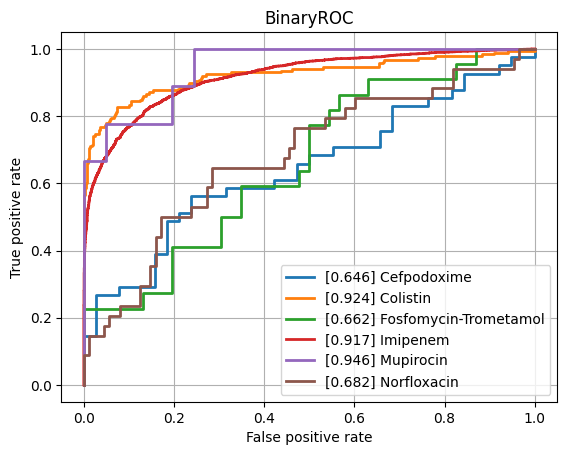 BinaryROC
True positive rate
1.0
0.8
0.6
0.4
0.2
0.0
[0.646] Cefpodoxime
[0.924] Colistin
[0.662] Fosfomycin-Trometamol
[0.917] Imipenem
[0.946] Mupirocin
[0.682] Norfloxacin
0.0 0.2 0.4 0.6 0.8 1.0
False positive rate